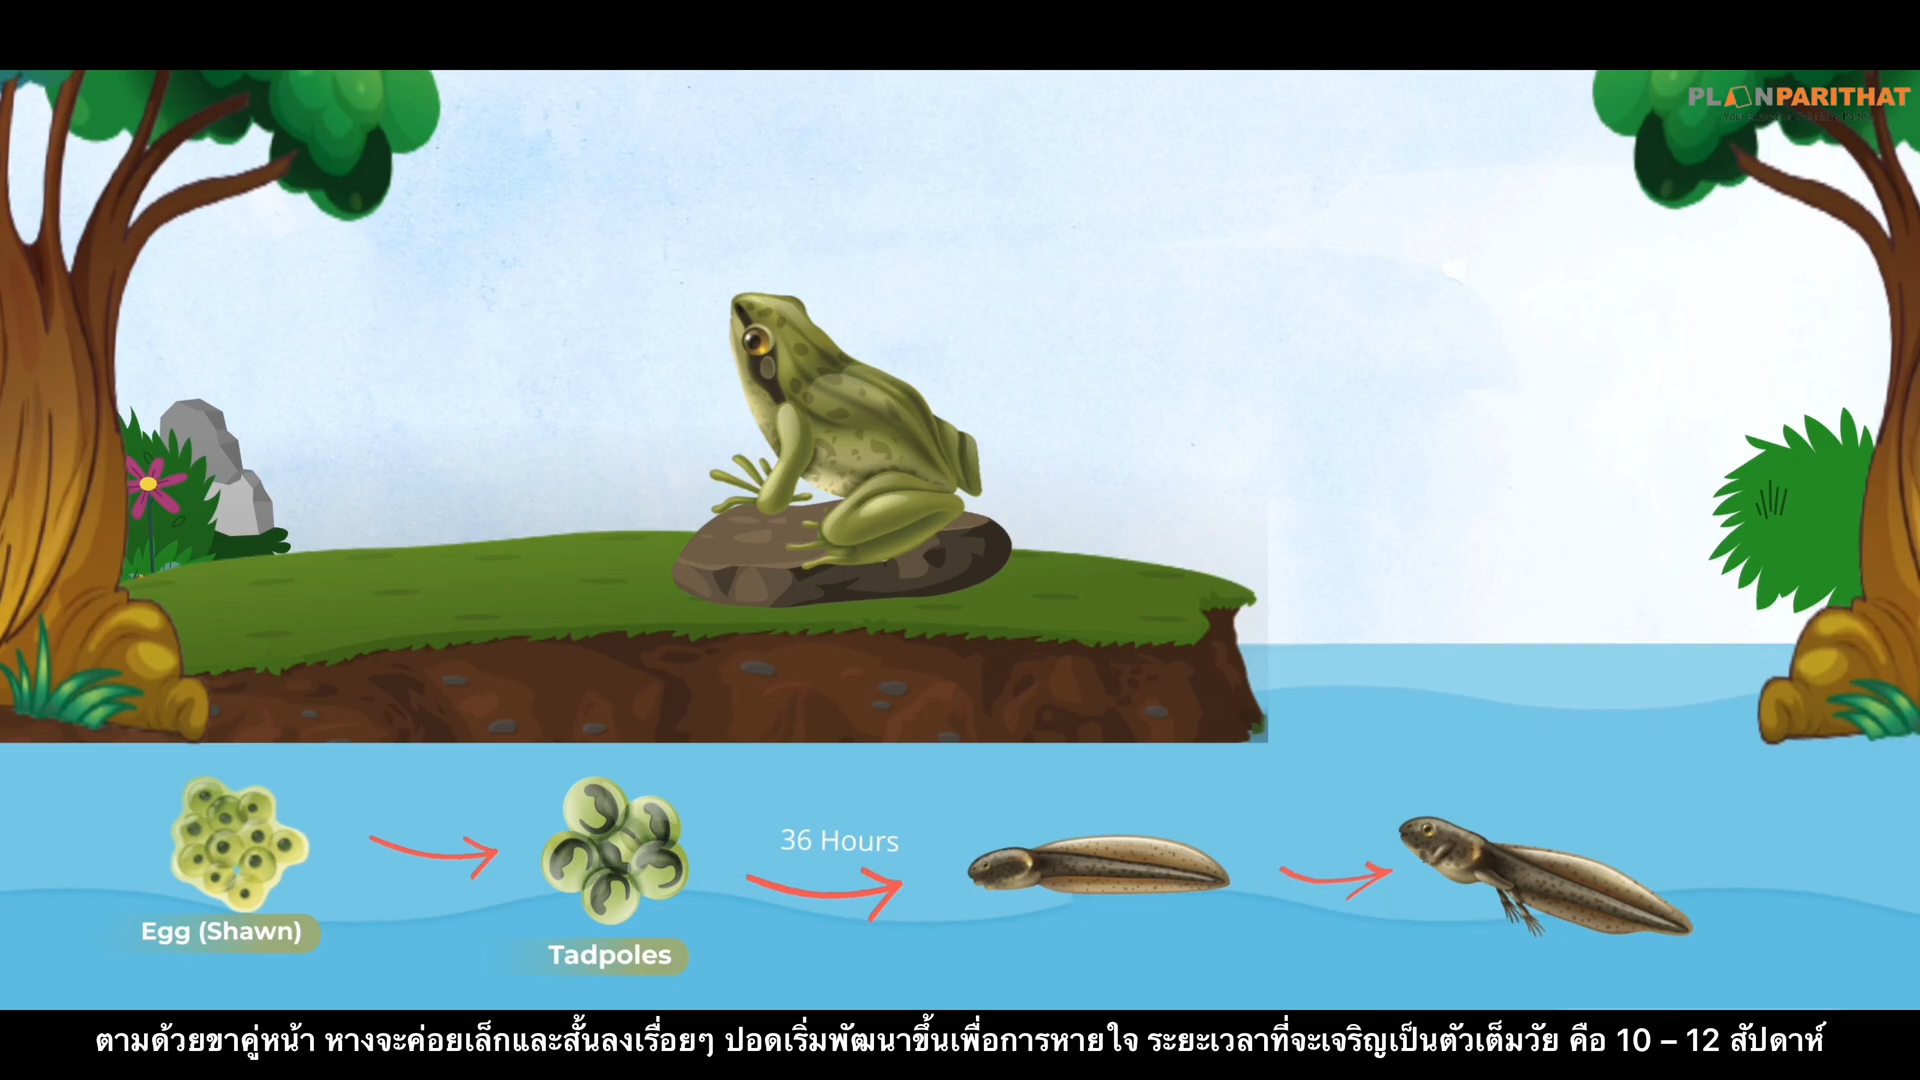 PLANPARITHAT
36 Hours
Egg (Shawn)
Tadpoles
ตามด้วยขาคู่หน้า หางจะค่อยเล็กและสั้นลงเรื่อยๆ ปอดเริ่มพัฒนาขึ้นเพื่อการหายใจ ระยะเวลาที่จะเจริญเป็นตัวเต็มวัย คือ 10 – 12 สัปดาห์